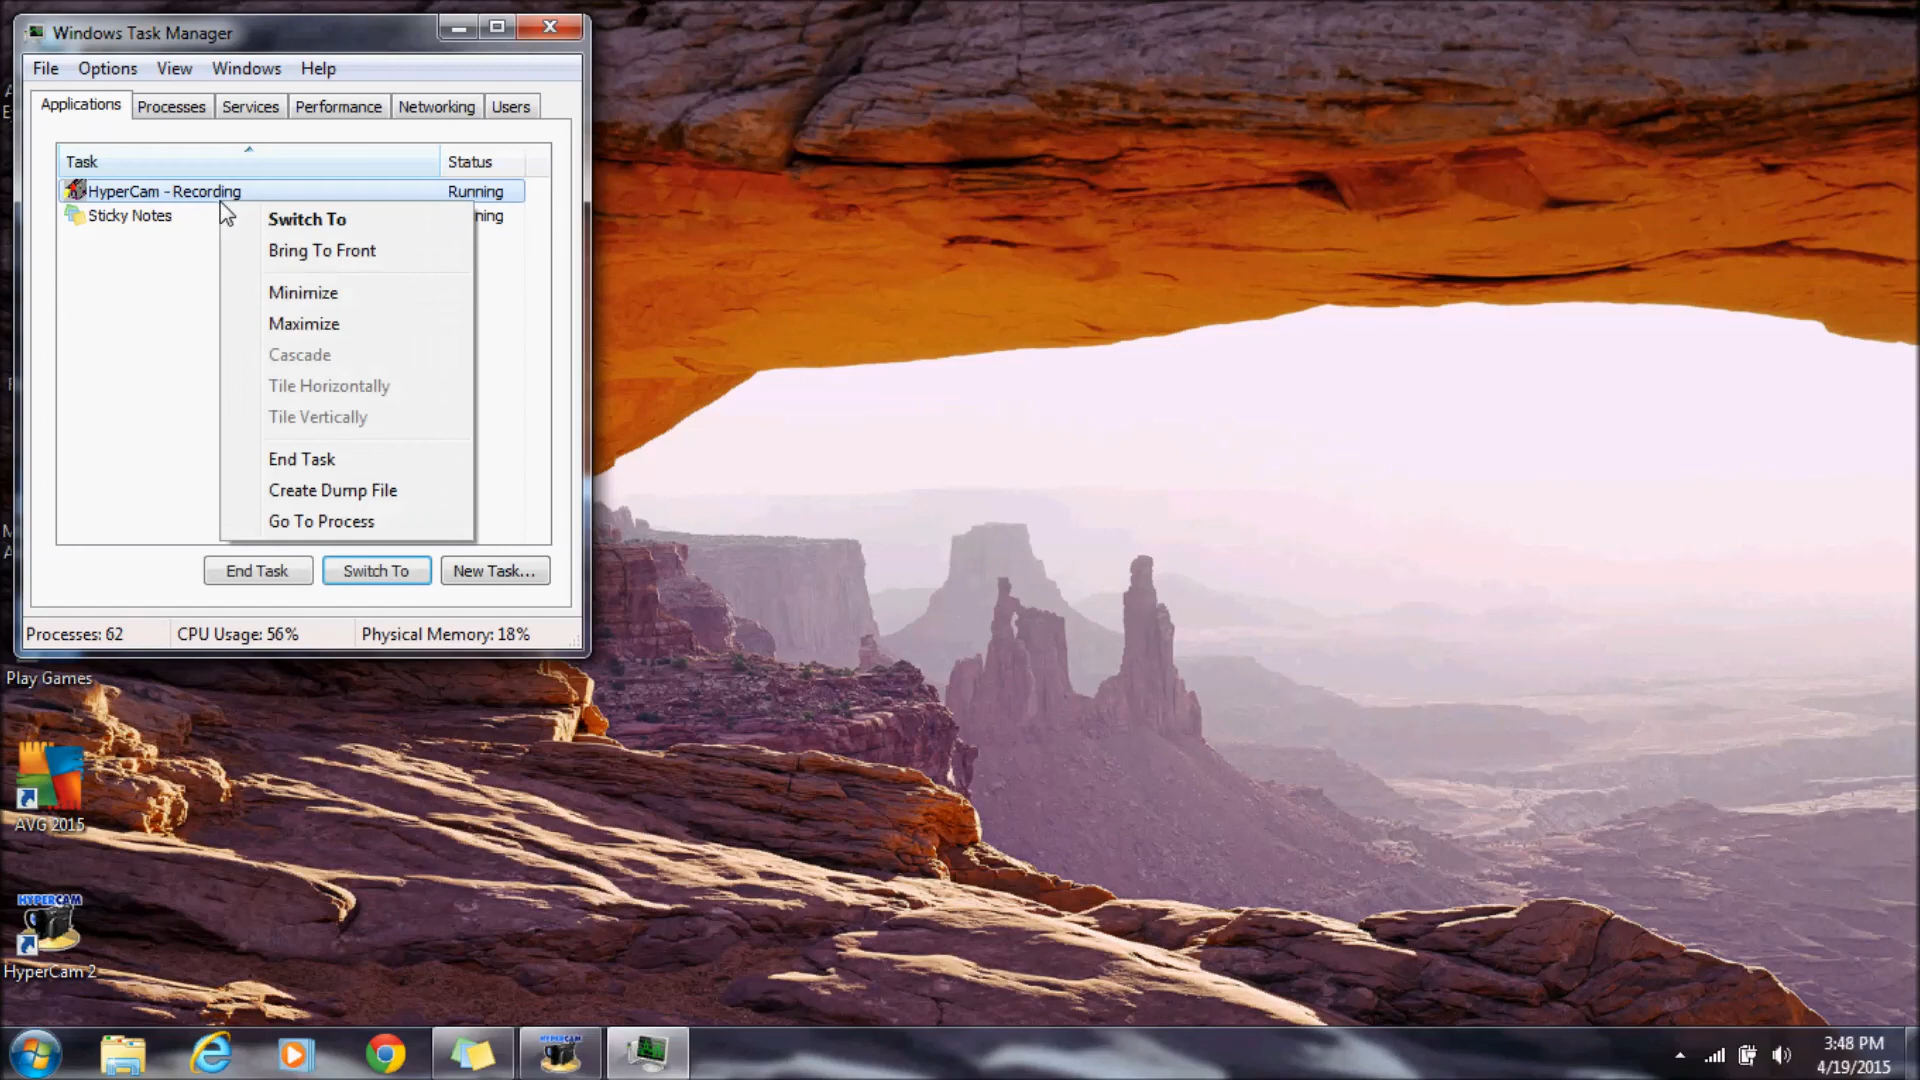 Windows Task Manager
File Options View Windows Help
Applications Processes Services Performance Networking Users
Task Status
HyperCam - Recording Running
Sticky Notes ning
Switch To
Bring To Front
Minimize
Maximize
Cascade
Tile Horizontally
Tile Vertically
End Task
Create Dump File
Go To Process
End Task Switch To New Task...
Processes: 62 CPU Usage: 56% Physical Memory: 18%
Play Games
AVG 2015
HYPERCAM
HyperCam 2
HYPERCAM
3:48 PM
4/19/2015